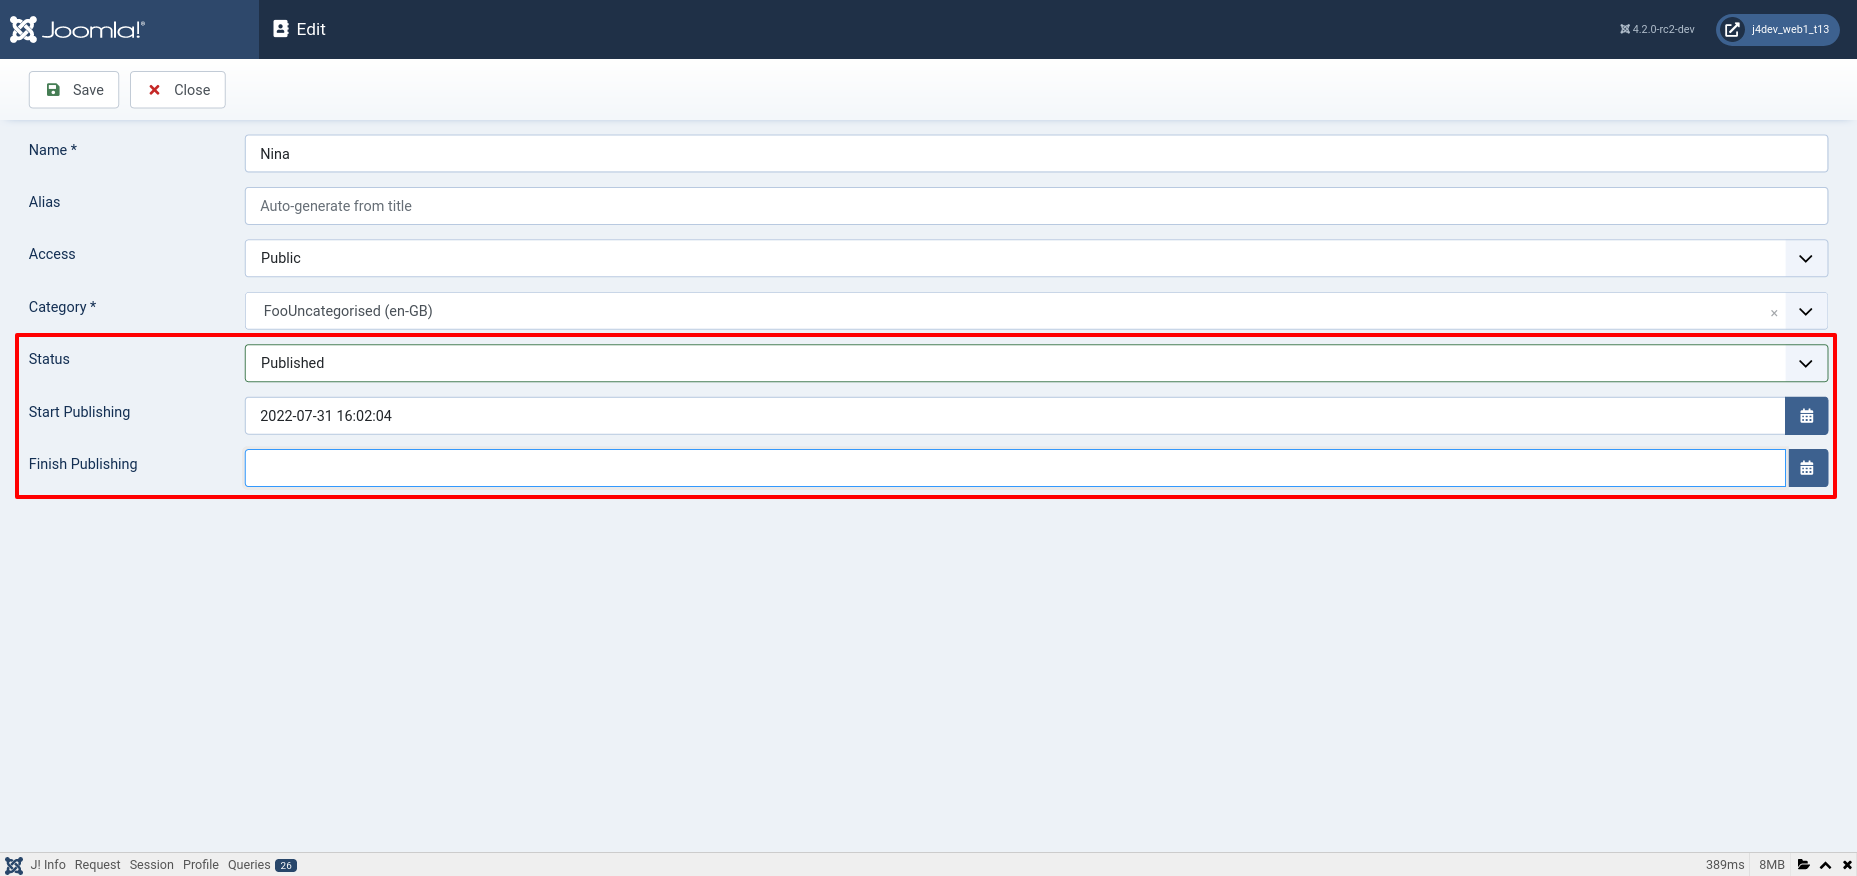 Joomla!® Edit 4.2.0-rc2-dev j4dev_web1_t13
Save Close
Name * Nina
Alias Auto-generate from title
Access Public
Category * FooUncategorised (en-GB) ×
Status Published
Start Publishing 2022-07-31 16:02:04
Finish Publishing
J! Info Request Session Profile Queries 26 389ms 8MB